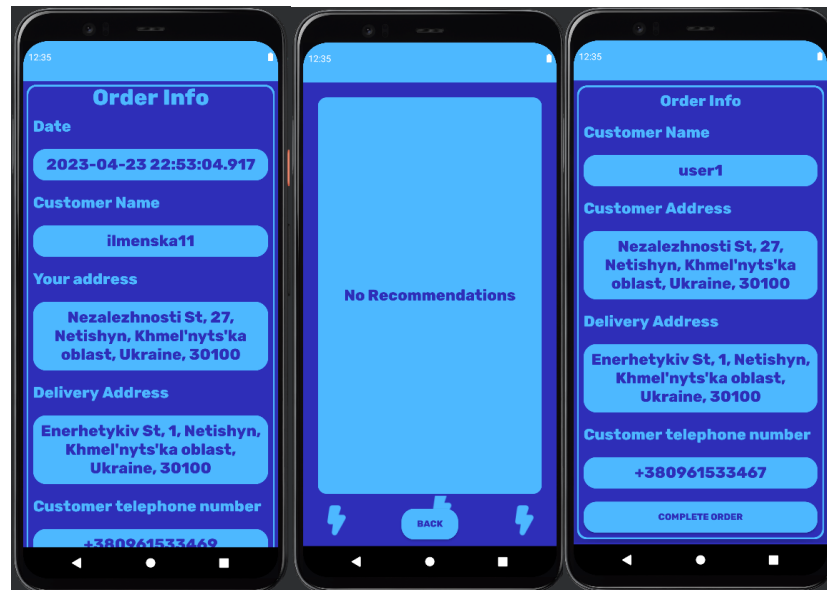 12:35
Order Info
Date
2023-04-23 22:53:04.917
Customer Name
ilmenska11
Your address
Nezalezhnosti St, 27,
Netishyn, Khmel'nyts'ka
oblast, Ukraine, 30100
Delivery Address
Enerhetykiv St, 1, Netishyn,
Khmel'nyts'ka oblast,
Ukraine, 30100
Customer telephone number
+380961533469
12:35
No Recommendations
BACK
12:35
Order Info
Customer Name
user1
Customer Address
Nezalezhnosti St, 27,
Netishyn, Khmel'nyts'ka
oblast, Ukraine, 30100
Delivery Address
Enerhetykiv St, 1, Netishyn,
Khmel'nyts'ka oblast,
Ukraine, 30100
Customer telephone number
+380961533467
COMPLETE ORDER